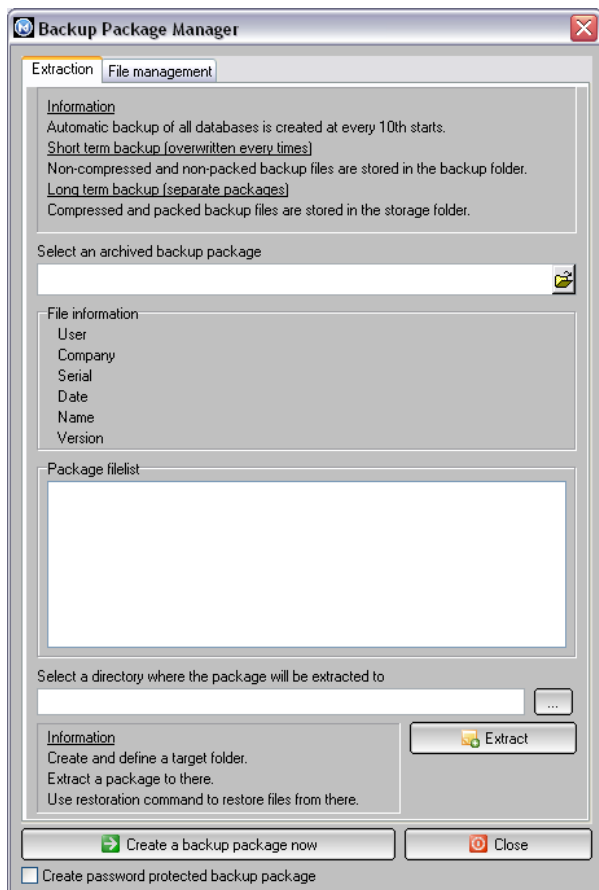 Backup Package Manager
Extraction
File management
Information
Automatic backup of all databases is created at every 10th starts.
Short term backup (overwritten every times)
Non-compressed and non-packed backup files are stored in the backup folder.
Long term backup (separate packages)
Compressed and packed backup files are stored in the storage folder.
Select an archived backup package
File information
User
Company
Serial
Date
Name
Version
Package filelist
Select a directory where the package will be extracted to
...
Information
Create and define a target folder.
Extract a package to there.
Use restoration command to restore files from there.
Extract
Create a backup package now
Close
Create password protected backup package